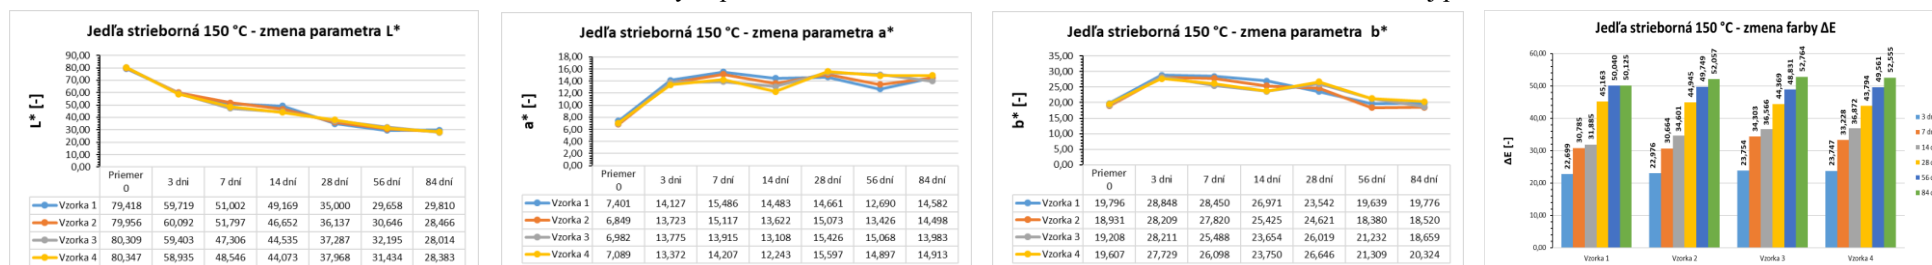 Jedľa strieborná 150 °C - zmena parametra L*
L* [-]
90,00
80,00
70,00
60,00
50,00
40,00
30,00
20,00
10,00
0,00
Priemer 0 3 dni 7 dní 14 dní 28 dní 56 dní 84 dní
Vzorka 1 79,418 59,719 51,002 49,169 35,000 29,658 29,810
Vzorka 2 79,956 60,092 51,797 46,652 36,137 30,646 28,466
Vzorka 3 80,309 59,403 47,306 44,535 37,287 32,195 28,014
Vzorka 4 80,347 58,935 48,546 44,073 37,968 31,434 28,383
Jedľa strieborná 150 °C - zmena parametra a*
a* [-]
18,00
16,00
14,00
12,00
10,00
8,00
6,00
4,00
2,00
0,00
Priemer 0 3 dni 7 dní 14 dní 28 dní 56 dní 84 dní
Vzorka 1 7,401 14,127 15,486 14,483 14,661 12,690 14,582
Vzorka 2 6,849 13,723 15,117 13,622 15,073 13,426 14,498
Vzorka 3 6,982 13,775 13,915 13,108 15,426 15,068 13,983
Vzorka 4 7,089 13,372 14,207 12,243 15,597 14,897 14,913
Jedľa strieborná 150 °C - zmena parametra b*
b* [-]
35,00
30,00
25,00
20,00
15,00
10,00
5,00
0,00
Priemer 0 3 dni 7 dní 14 dní 28 dní 56 dní 84 dní
Vzorka 1 19,796 28,848 28,450 26,971 23,542 19,639 19,776
Vzorka 2 18,931 28,209 27,820 25,425 24,621 18,380 18,520
Vzorka 3 19,208 28,211 25,488 23,654 26,019 21,232 18,659
Vzorka 4 19,607 27,729 26,098 23,750 26,646 21,309 20,324
Jedľa strieborná 150 °C - zmena farby ΔE
ΔE [-]
60,00
50,00
40,00
30,00
20,00
10,00
0,00
22,699 30,785 31,885 45,163 50,040 50,125
22,976 30,664 34,601 44,945 49,749 52,057
23,754 34,303 36,566 44,369 48,831 52,764
23,747 33,228 36,872 43,794 49,561 52,555
Vzorka 1 Vzorka 2 Vzorka 3 Vzorka 4
3
7
14
28
56
84